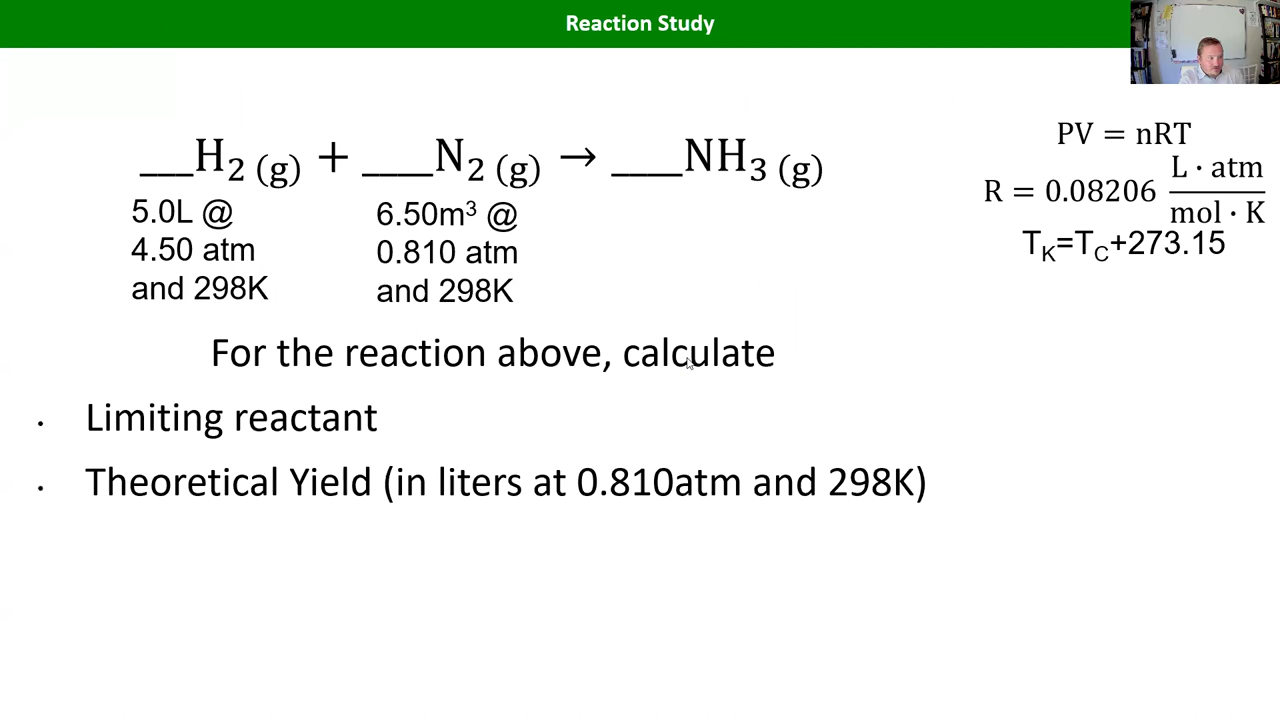 Reaction Study
___H₂ (g) + ____N₂ (g) → ____NH₃ (g)
5.0L @
4.50 atm
and 298K
6.50m³ @
0.810 atm
and 298K
PV = nRT
R = 0.08206 L · atm / mol · K
T_K=T_C+273.15
For the reaction above, calculate
• Limiting reactant
• Theoretical Yield (in liters at 0.810atm and 298K)